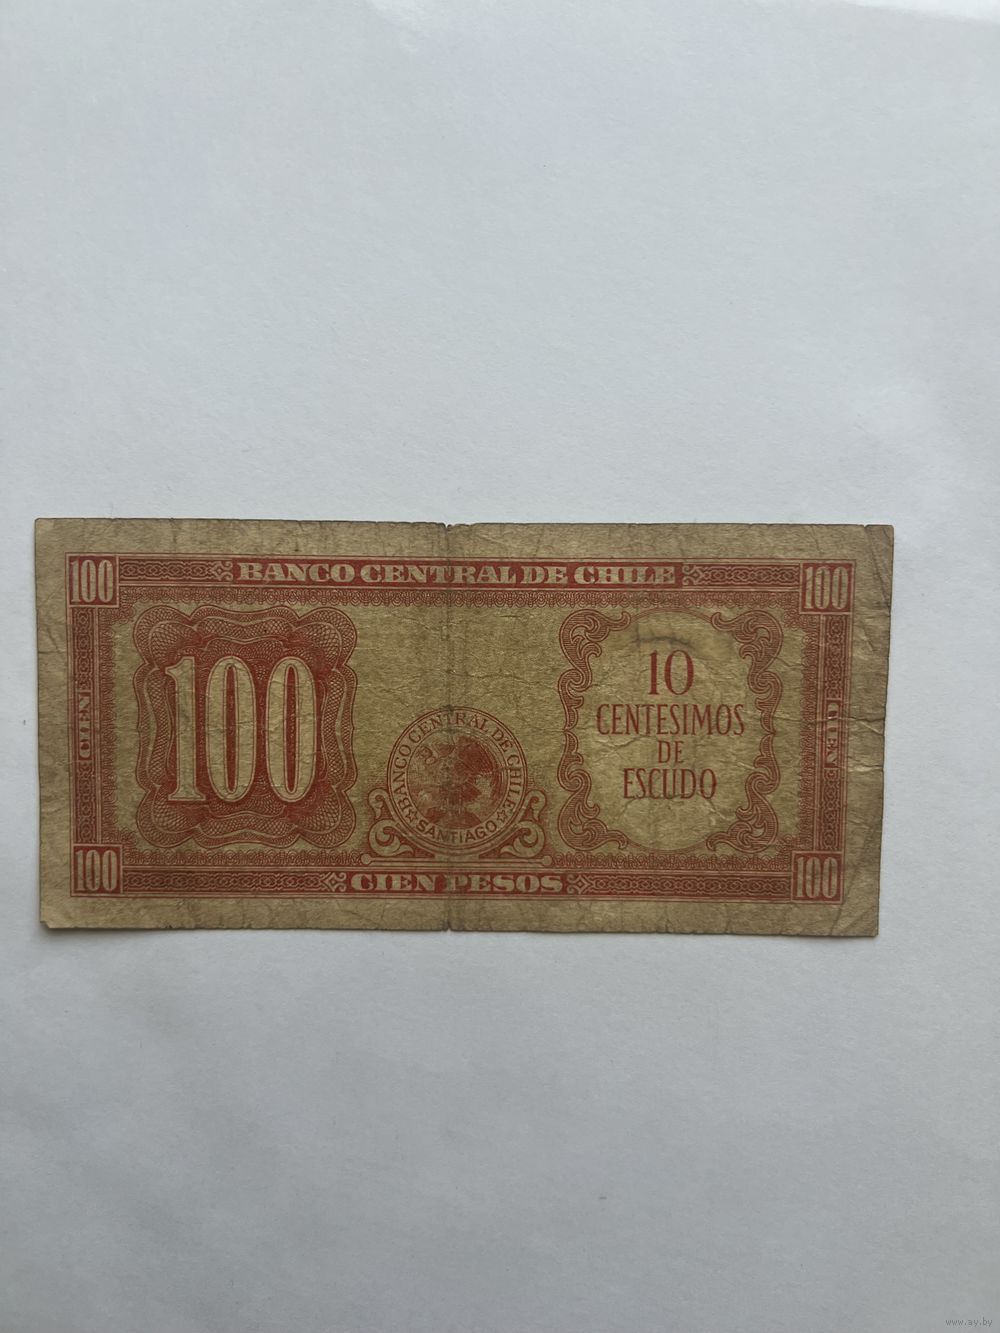 100 BANCO CENTRAL DE CHILE 100
100
10
CENTESIMOS
DE
ESCUDO
CIEN
CIEN
BANCO CENTRAL DE CHILE
SANTIAGO
100 CIEN PESOS 100
www.ay.by